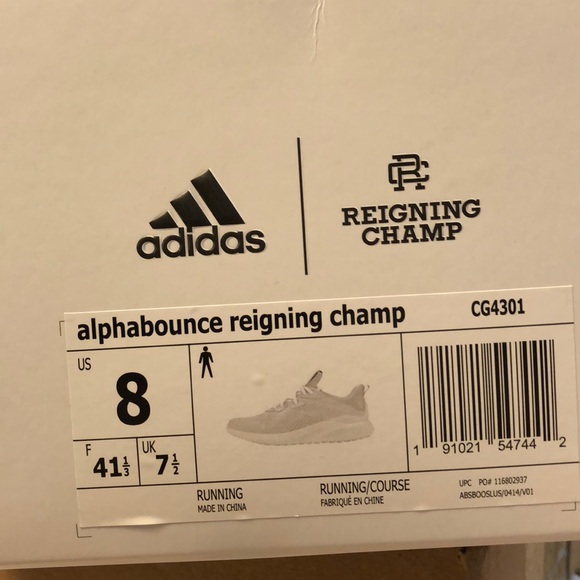 adidas
RC
REIGNING
CHAMP
alphabounce reigning champ
CG4301
US
8
F
41⅓
UK
7½
RUNNING
MADE IN CHINA
RUNNING/COURSE
FABRIQUÉ EN CHINE
1 91021 54744 2
UPC PO# 116802937
ABSBOOSLUS/0414/V01